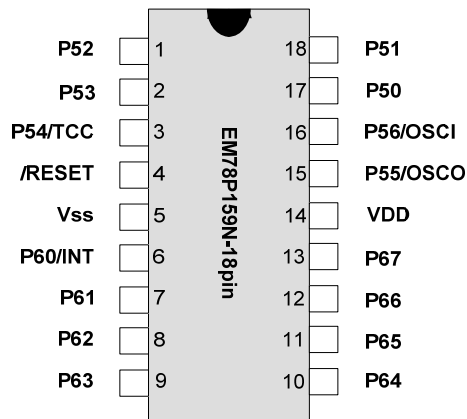 P52 1 18 P51
P53 2 17 P50
P54/TCC 3 16 P56/OSCI
/RESET 4 15 P55/OSCO
Vss 5 14 VDD
P60/INT 6 13 P67
P61 7 12 P66
P62 8 11 P65
P63 9 10 P64
EM78P159N-18pin